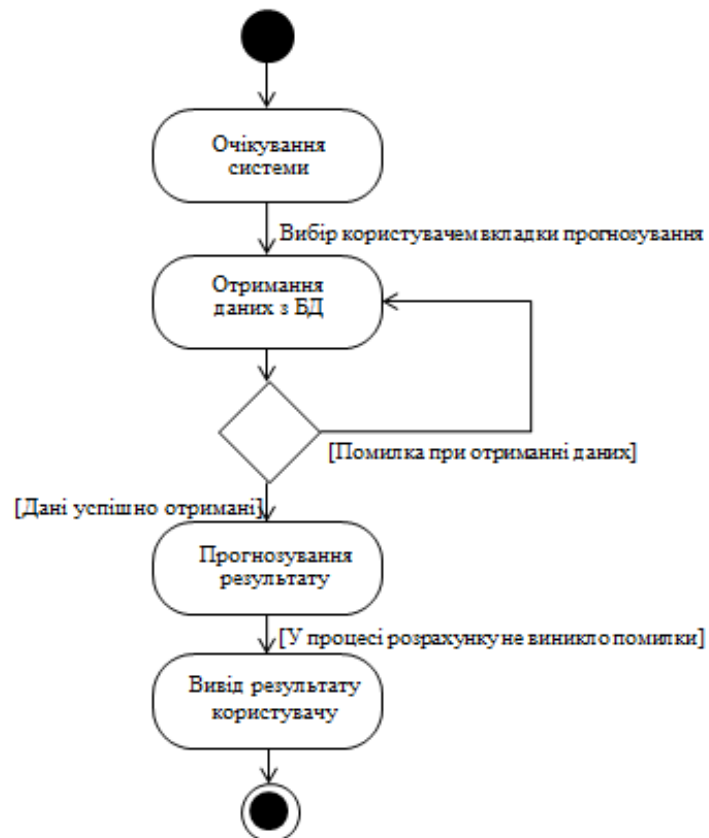 Очікування
системи
Вибір користувачем вкладки прогнозування
Отримання
даних з БД
[Помилка при отриманні даних]
[Дані успішно отримані]
Прогнозування
результату
[У процесі розрахунку не виникло помилки]
Вивід результату
користувачу